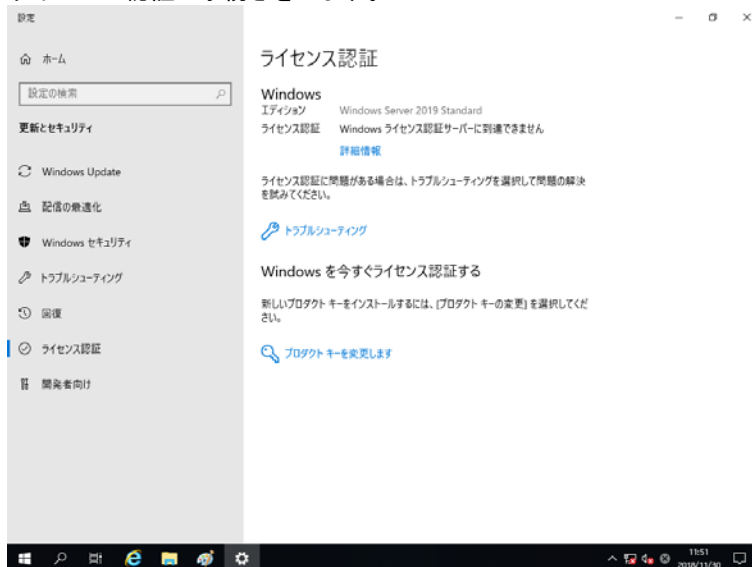 設定
ホーム
設定の検索
更新とセキュリティ
Windows Update
配信の最適化
Windows セキュリティ
トラブルシューティング
回復
ライセンス認証
開発者向け
ライセンス認証
Windows
エディション Windows Server 2019 Standard
ライセンス認証 Windows ライセンス認証サーバーに到達できません
詳細情報
ライセンス認証に問題がある場合は、トラブルシューティングを選択して問題の解決
を試みてください。
トラブルシューティング
Windows を今すぐライセンス認証する
新しいプロダクト キーをインストールするには、[プロダクト キーの変更] を選択してくだ
さい。
プロダクト キーを変更します
11:51
2018/11/30